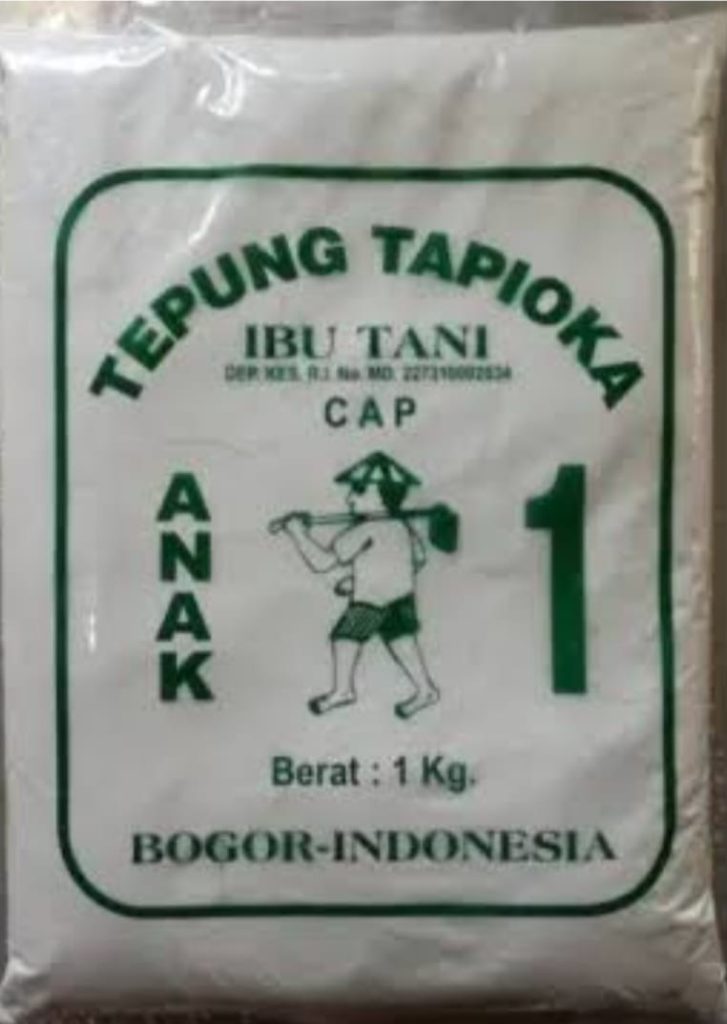 TEPUNG TAPIOKA
IBU TANI
DEP. KES. R.I. No. MD.
CAP
ANAK
1
Berat : 1 Kg.
BOGOR-INDONESIA